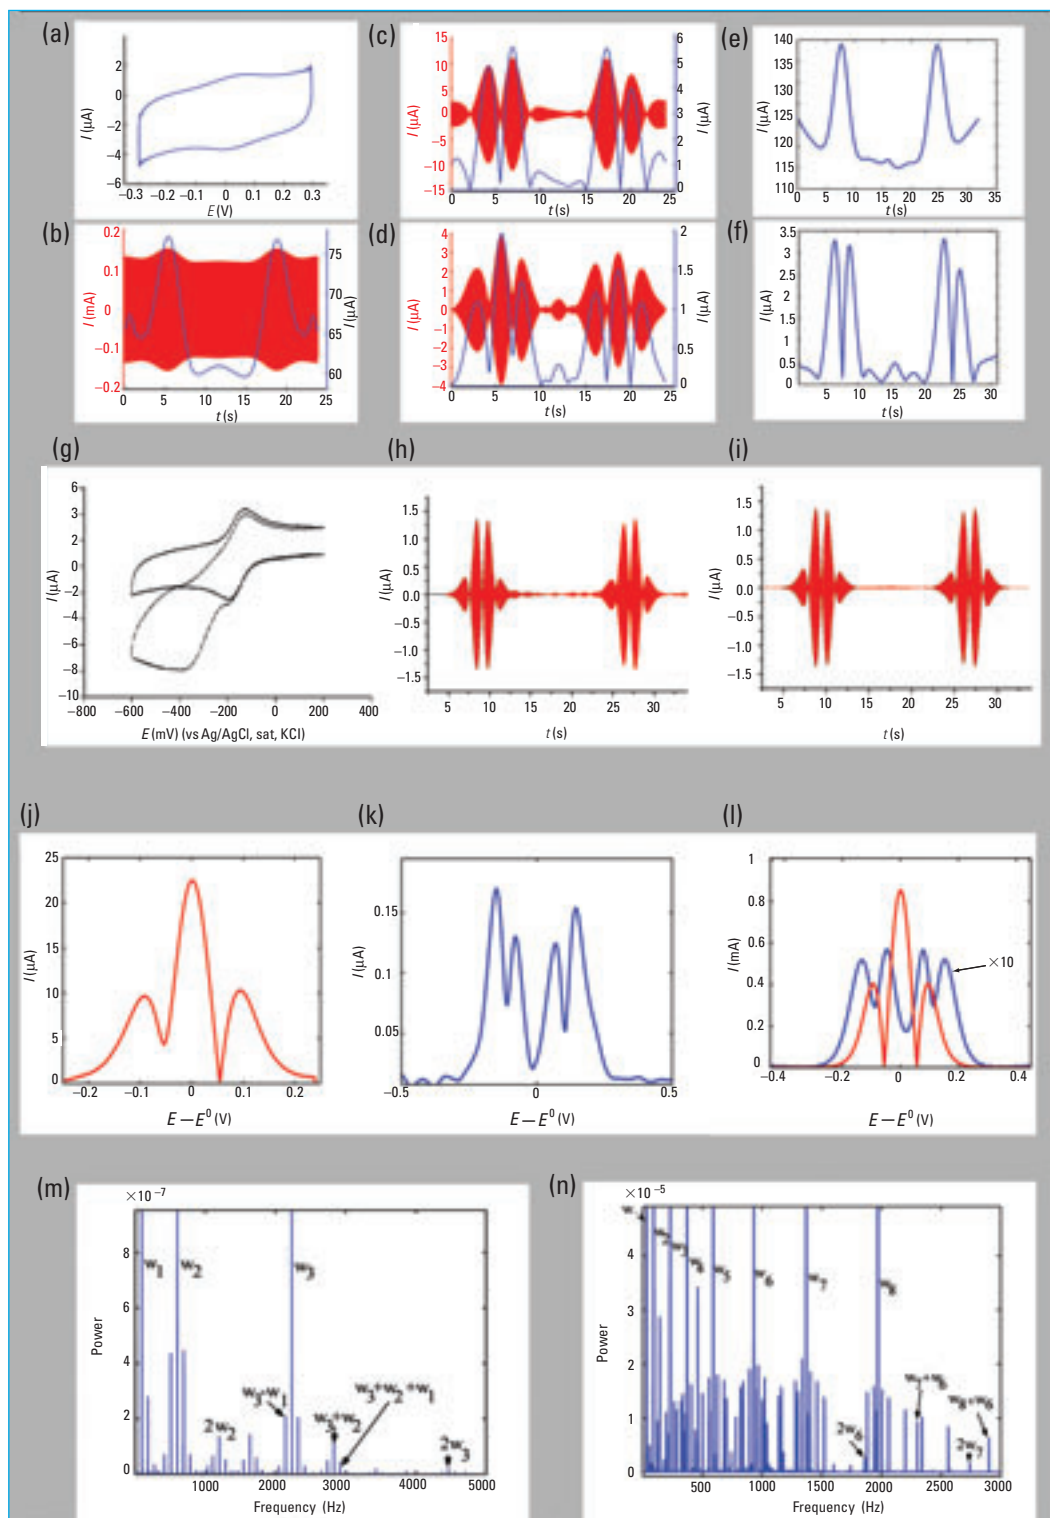 (a)
2
0
−2
−4
−6
I (μA)
−0.3 −0.2 −0.1 0 0.1 0.2 0.3
E (V)
(c)
15
10
5
0
−5
−10
−15
I (μA)
6
5
4
3
2
1
0
I (μA)
0 5 10 15 20 25
t (s)
(e)
140
135
130
125
120
115
110
I (μA)
0 5 10 15 20 25 30 35
t (s)
(b)
0.2
0.1
0
−0.1
−0.2
I (mA)
75
70
65
60
I (μA)
0 5 10 15 20 25
t (s)
(d)
4
3
2
1
0
−1
−2
−3
−4
I (μA)
2
1.5
1
0.5
0
I (μA)
0 5 10 15 20 25
t (s)
(f)
3.5
3
2.5
2
1.5
1
0.5
0
I (μA)
5 10 15 20 25 30
t (s)
(g)
6
3
0
−2
−4
−6
−8
−10
I (μA)
−800 −600 −400 −200 0 200 400
E (mV) (vs Ag/AgCl, sat, KCl)
(h)
1.5
1.0
0.5
0.0
−0.5
−1.0
−1.5
I (μA)
5 10 15 20 25 30
t (s)
(i)
1.5
1.0
0.5
0.0
−0.5
−1.0
−1.5
I (μA)
5 10 15 20 25 30
t (s)
(j)
25
20
15
10
5
0
I (μA)
−0.2 −0.1 0 0.1 0.2
E — E⁰ (V)
(k)
0.15
0.1
0.05
I (μA)
−0.5 0 0.5
E — E⁰ (V)
(l)
1
0.8
0.6
0.4
0.2
0
I (mA)
×10
−0.4 −0.2 0 0.2 0.4
E — E⁰ (V)
(m)
×10 −7
8
6
4
2
0
Power
w1
w2
w3
2w2
w3-w1
w3+w2
w3+w2+w1
2w3
1000 2000 3000 4000 5000
Frequency (Hz)
(n)
×10 −5
4
3
2
1
0
Power
w2
w3
w4
w5
w6
w7
w8
2w6
w7+w6
w8+w6
2w7
500 1000 1500 2000 2500 3000
Frequency (Hz)